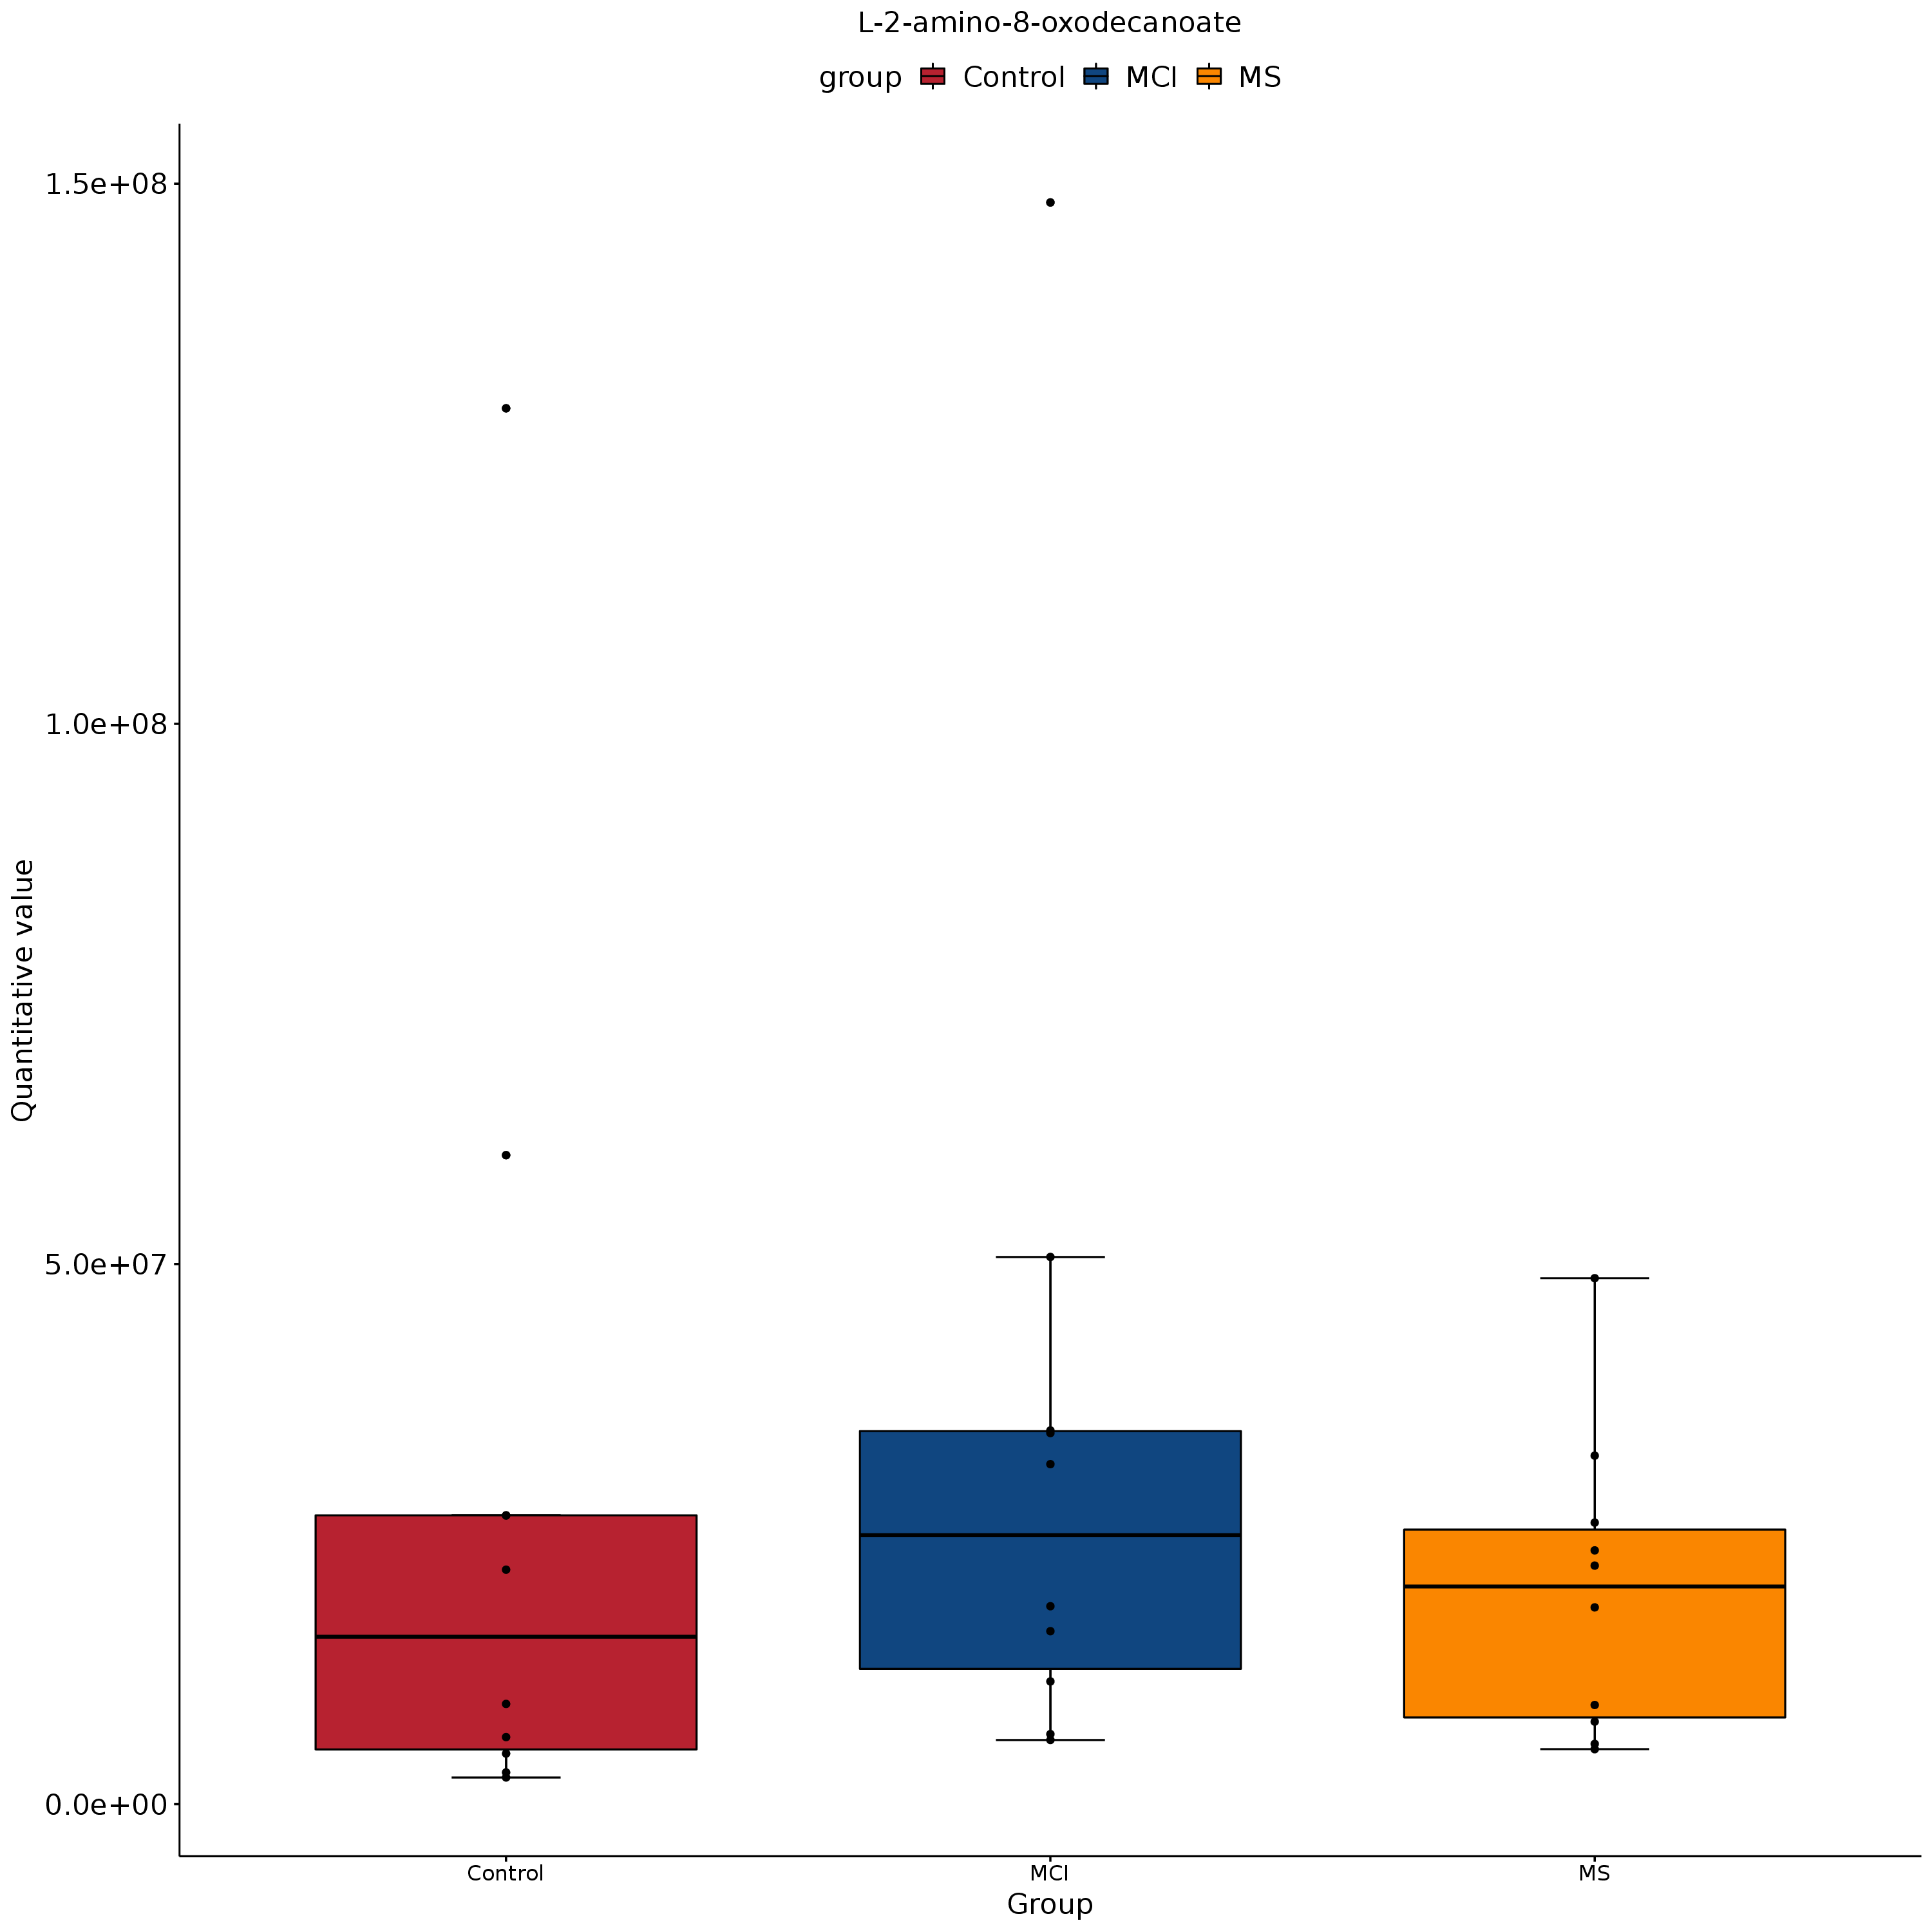 L-2-amino-8-oxodecanoate
group Control MCI MS
1.5e+08
1.0e+08
5.0e+07
0.0e+00
Quantitative value
Control MCI MS
Group